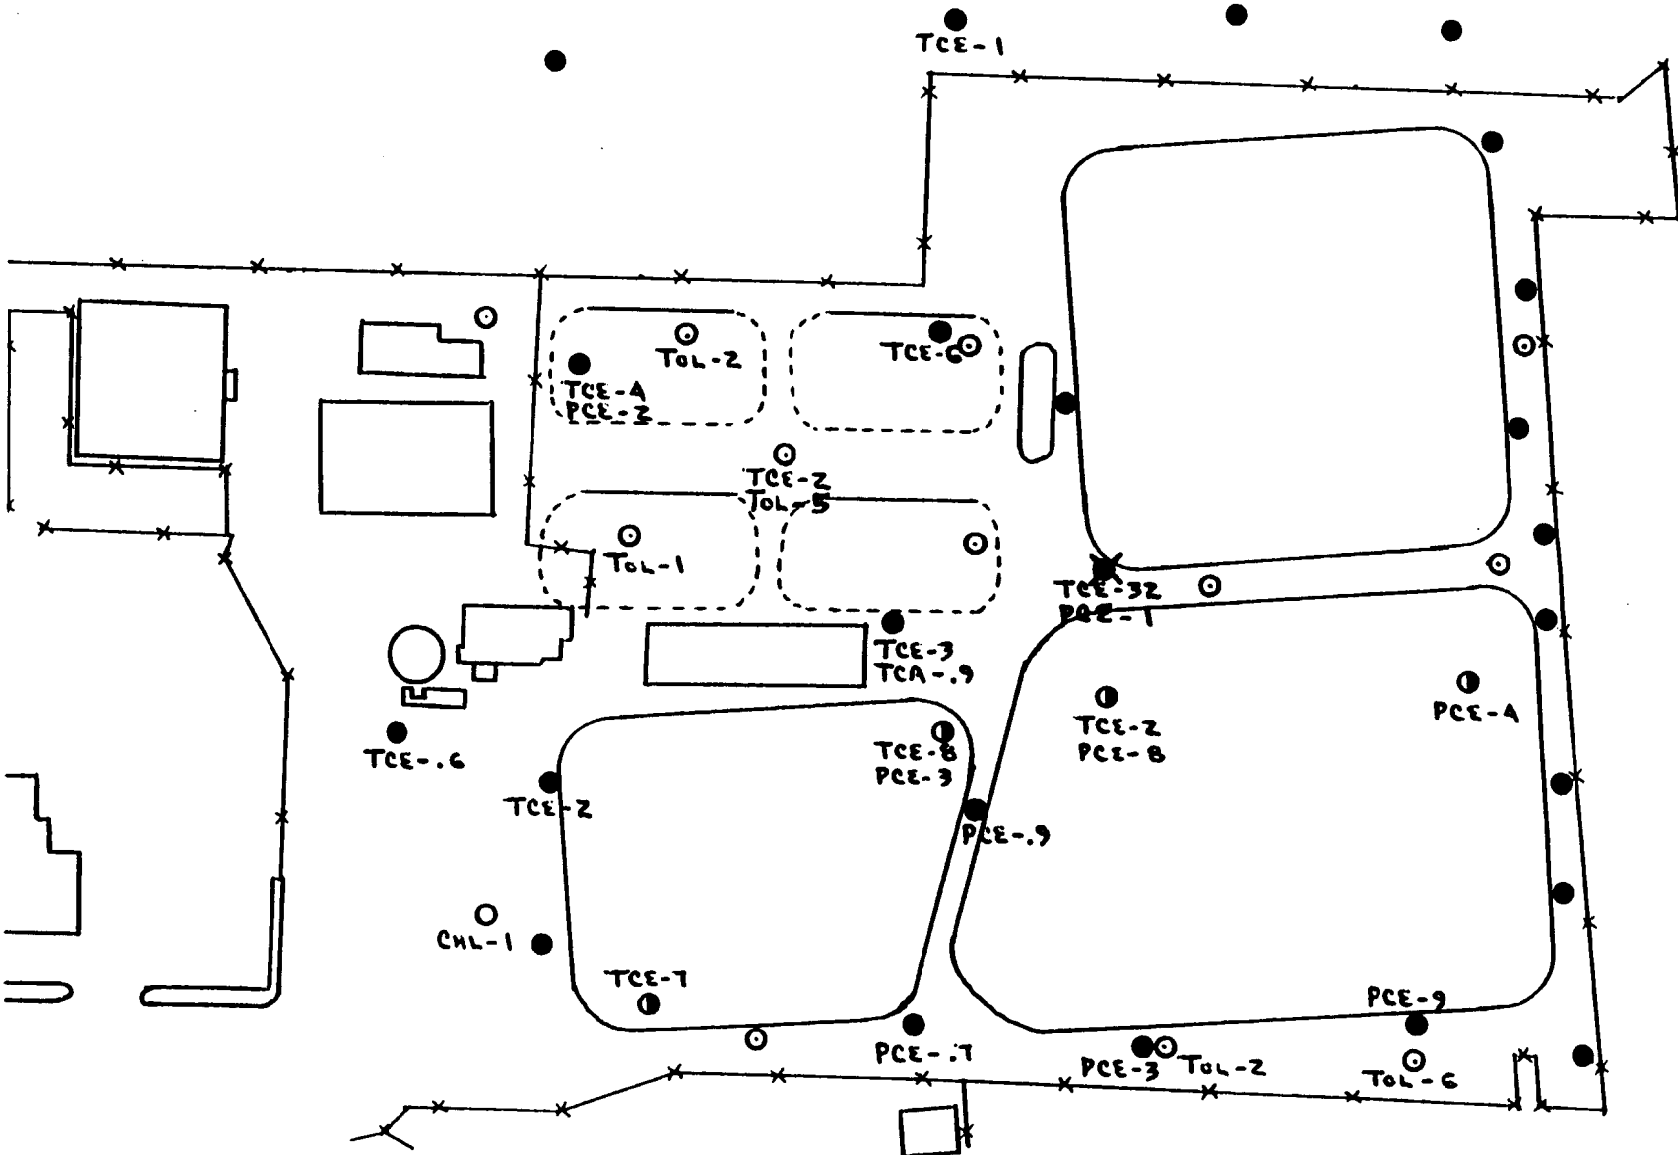 TCE-1
TOL-2
TCE-6
TCE-4
PCE-2
TCE-2
TOL-5
TOL-1
TCE-32
PCE-1
TCE-3
TCA-.9
PCE-4
TCE-2
PCE-8
TCE-8
PCE-3
TCE-.6
TCE-2
PCE-.9
CHL-1
TCE-7
PCE-9
PCE-.7
PCE-3
TOL-2
TOL-6